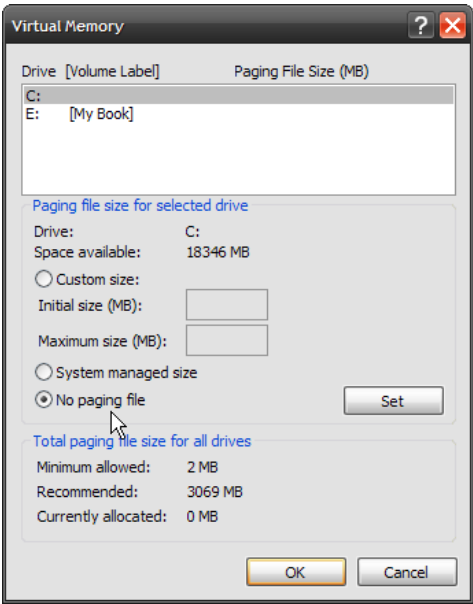 Virtual Memory
Drive [Volume Label] Paging File Size (MB)
C:
E: [My Book]
Paging file size for selected drive
Drive: C:
Space available: 18346 MB
Custom size:
Initial size (MB):
Maximum size (MB):
System managed size
No paging file
Set
Total paging file size for all drives
Minimum allowed: 2 MB
Recommended: 3069 MB
Currently allocated: 0 MB
OK Cancel